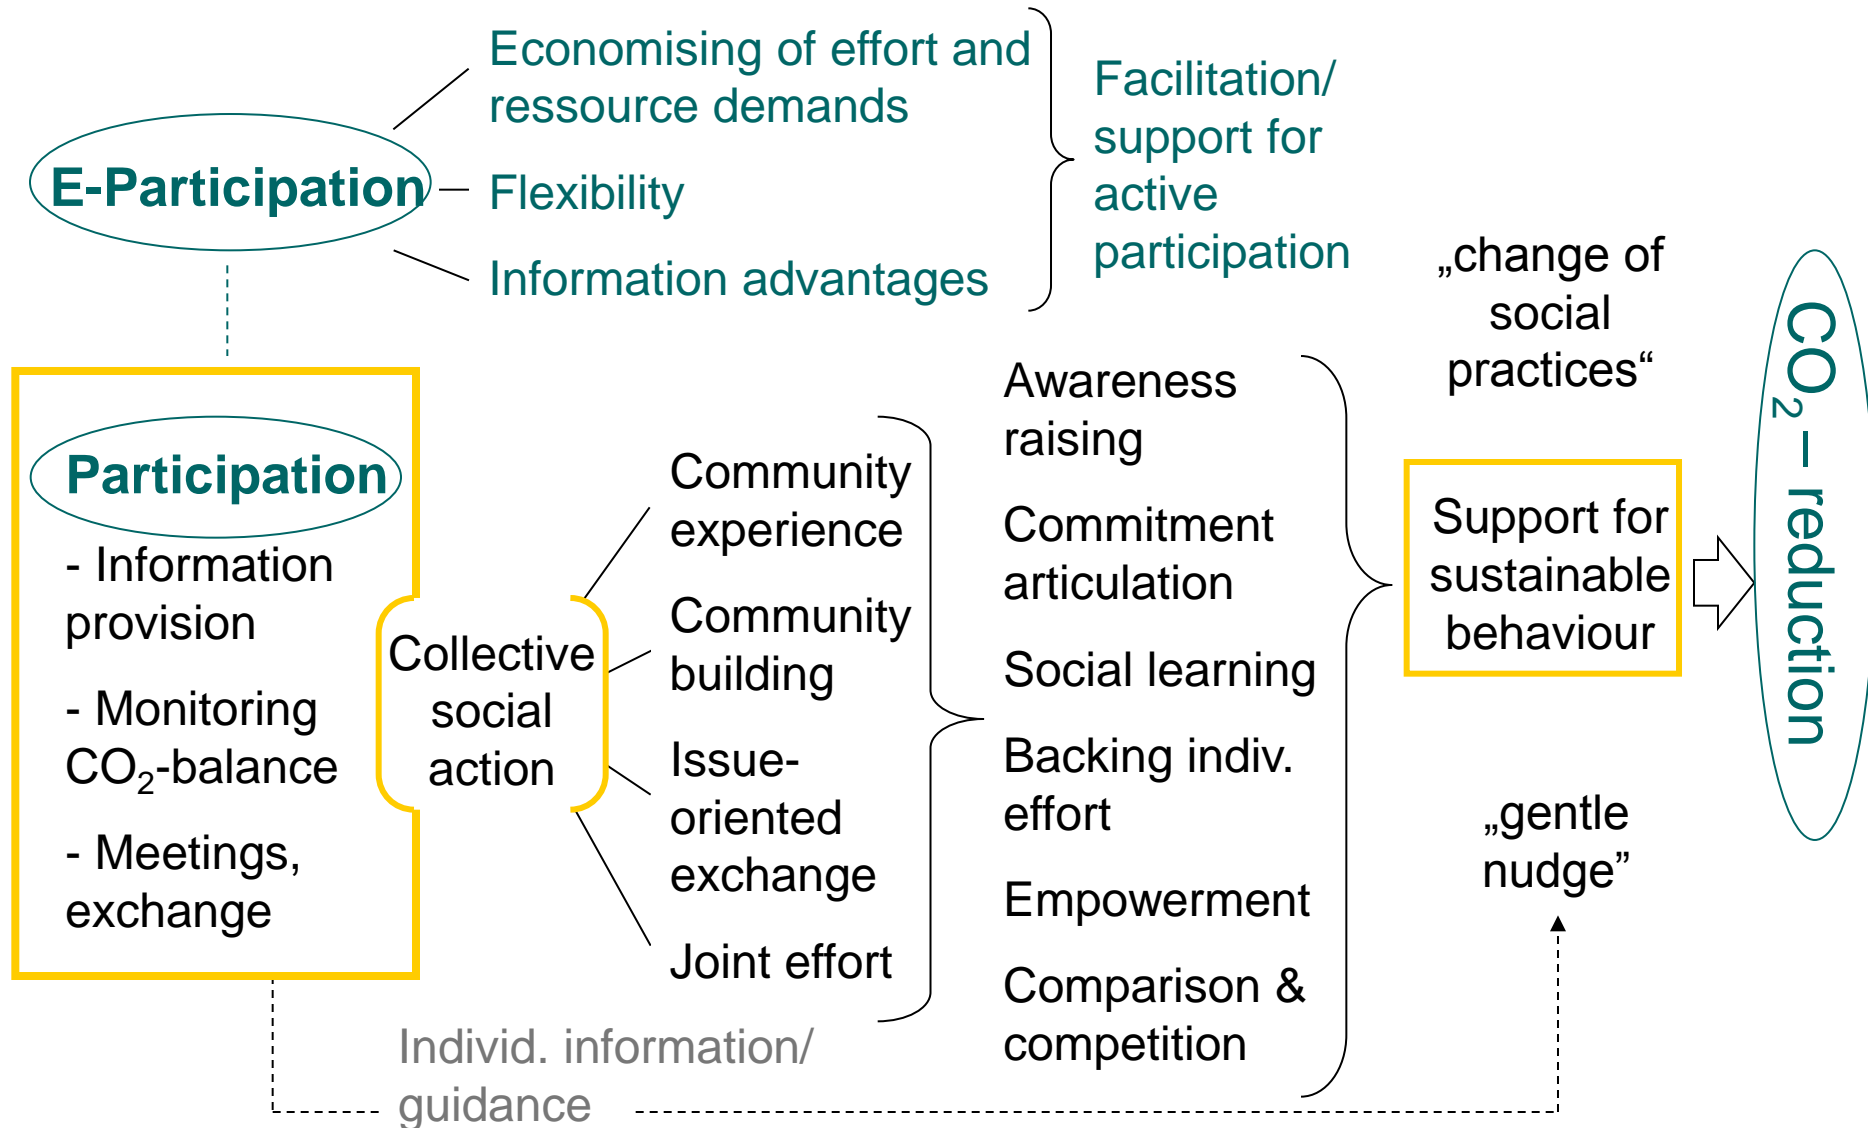 E-Participation
Economising of effort and
ressource demands
Flexibility
Information advantages
Facilitation/
support for
active
participation
Participation
- Information
provision
- Monitoring
CO₂-balance
- Meetings,
exchange
Collective
social
action
Community
experience
Community
building
Issue-
oriented
exchange
Joint effort
Awareness
raising
Commitment
articulation
Social learning
Backing indiv.
effort
Empowerment
Comparison &
competition
„change of
social
practices“
Support for
sustainable
behaviour
„gentle
nudge”
CO₂ – reduction
Individ. information/
guidance